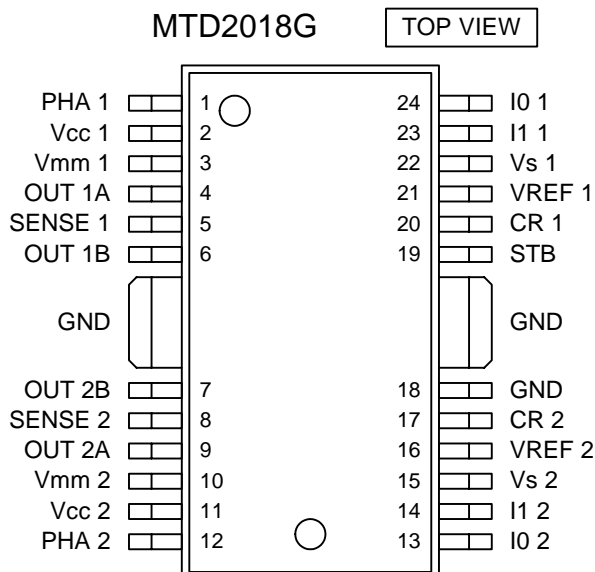 MTD2018G TOP VIEW
PHA 1 1 24 I0 1
Vcc 1 2 23 I1 1
Vmm 1 3 22 Vs 1
OUT 1A 4 21 VREF 1
SENSE 1 5 20 CR 1
OUT 1B 6 19 STB
GND GND
OUT 2B 7 18 GND
SENSE 2 8 17 CR 2
OUT 2A 9 16 VREF 2
Vmm 2 10 15 Vs 2
Vcc 2 11 14 I1 2
PHA 2 12 13 I0 2